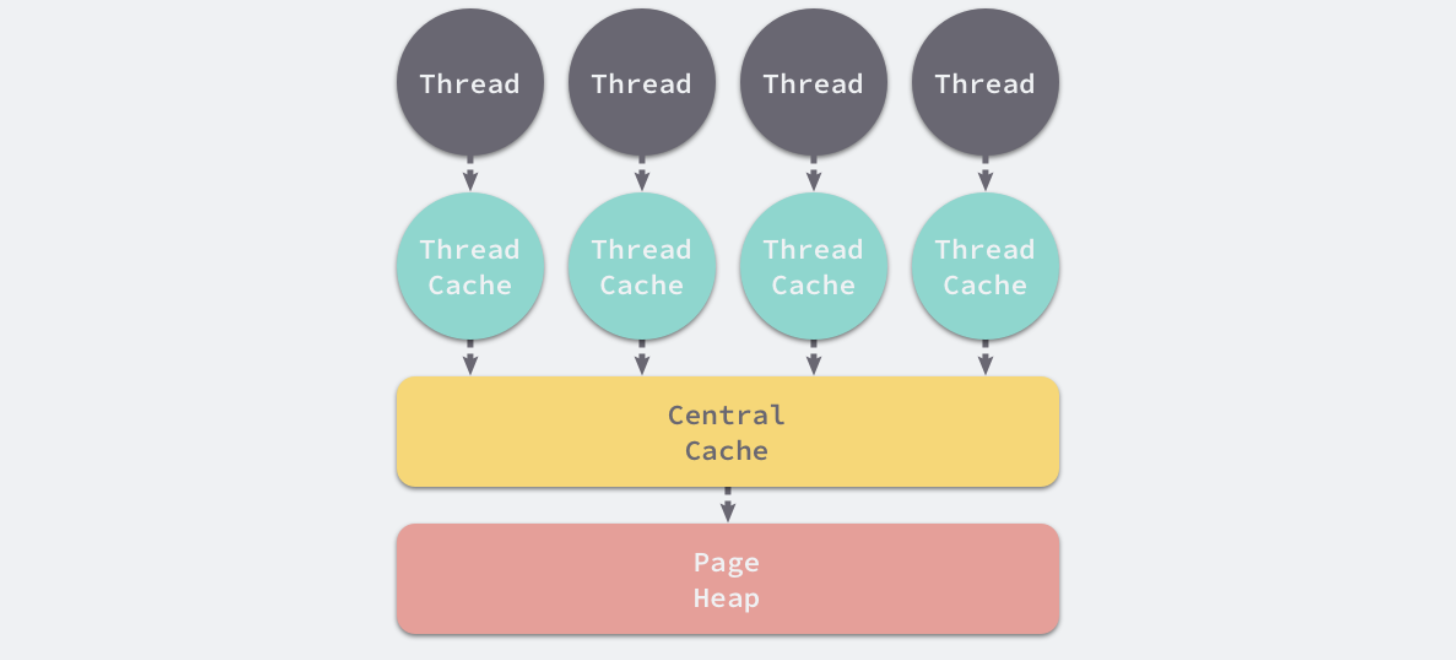 Thread Thread Thread Thread
Thread Thread Thread Thread
Cache Cache Cache Cache
Central
Cache
Page
Heap